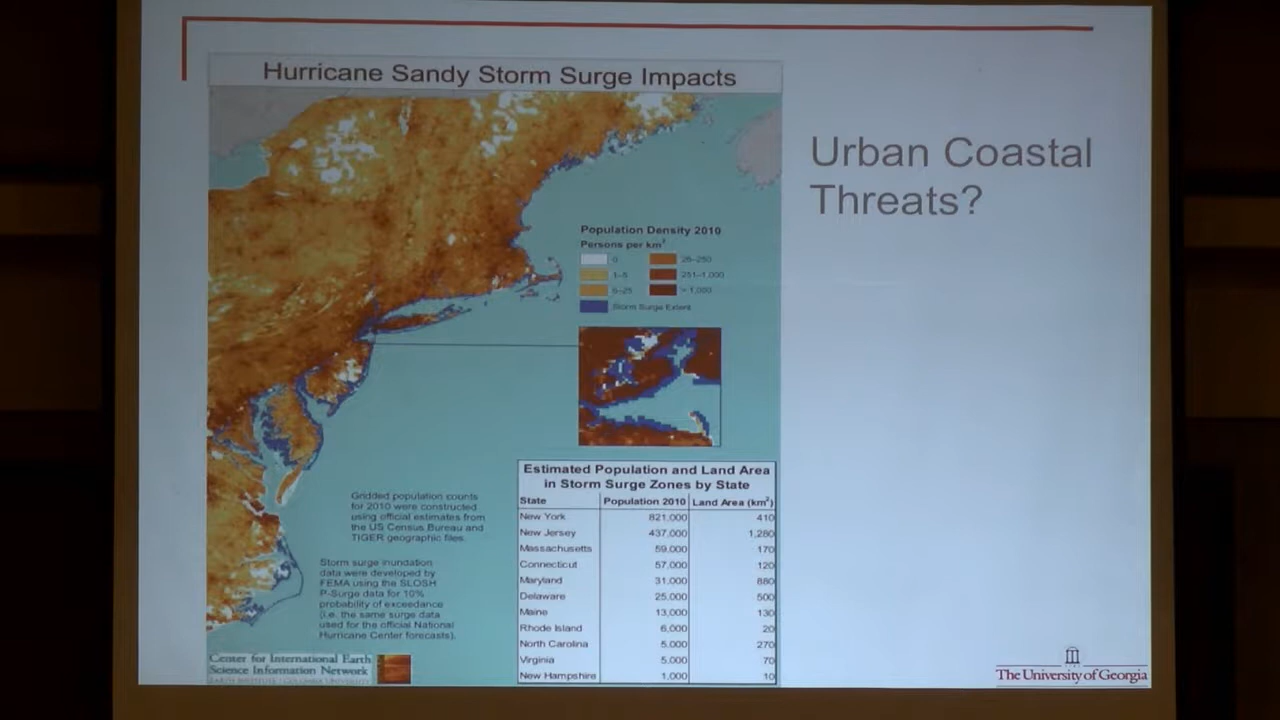 Hurricane Sandy Storm Surge Impacts
Urban Coastal
Threats?
Population Density 2010
Persons per km²
0
1–5
6–25
26–250
251–1,000
> 1,000
Storm Surge Extent
Gridded population counts
for 2010 were constructed
using official estimates from
the US Census Bureau and
TIGER geographic files.
Storm surge inundation
data were developed by
FEMA using the SLOSH
P-Surge data for 10%
probability of exceedance
(i.e. the same surge data
used for the official National
Hurricane Center forecasts).
Estimated Population and Land Area
in Storm Surge Zones by State
State Population 2010 Land Area (km²)
New York 821,000 410
New Jersey 437,000 1,280
Massachusetts 59,000 170
Connecticut 57,000 120
Maryland 31,000 880
Delaware 25,000 500
Maine 13,000 130
Rhode Island 6,000 20
North Carolina 5,000 270
Virginia 5,000 70
New Hampshire 1,000 10
Center for International Earth
Science Information Network
EARTH INSTITUTE | COLUMBIA UNIVERSITY
The University of Georgia